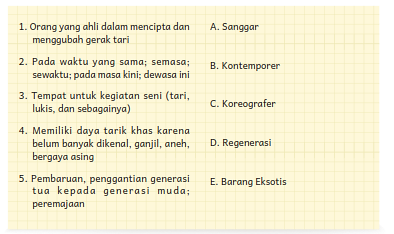 1. Orang yang ahli dalam mencipta dan
menggubah gerak tari
2. Pada waktu yang sama; semasa;
sewaktu; pada masa kini; dewasa ini
3. Tempat untuk kegiatan seni (tari,
lukis, dan sebagainya)
4. Memiliki daya tarik khas karena
belum banyak dikenal, ganjil, aneh,
bergaya asing
5. Pembaruan, penggantian generasi
tua kepada generasi muda;
peremajaan
A. Sanggar
B. Kontemporer
C. Koreografer
D. Regenerasi
E. Barang Eksotis